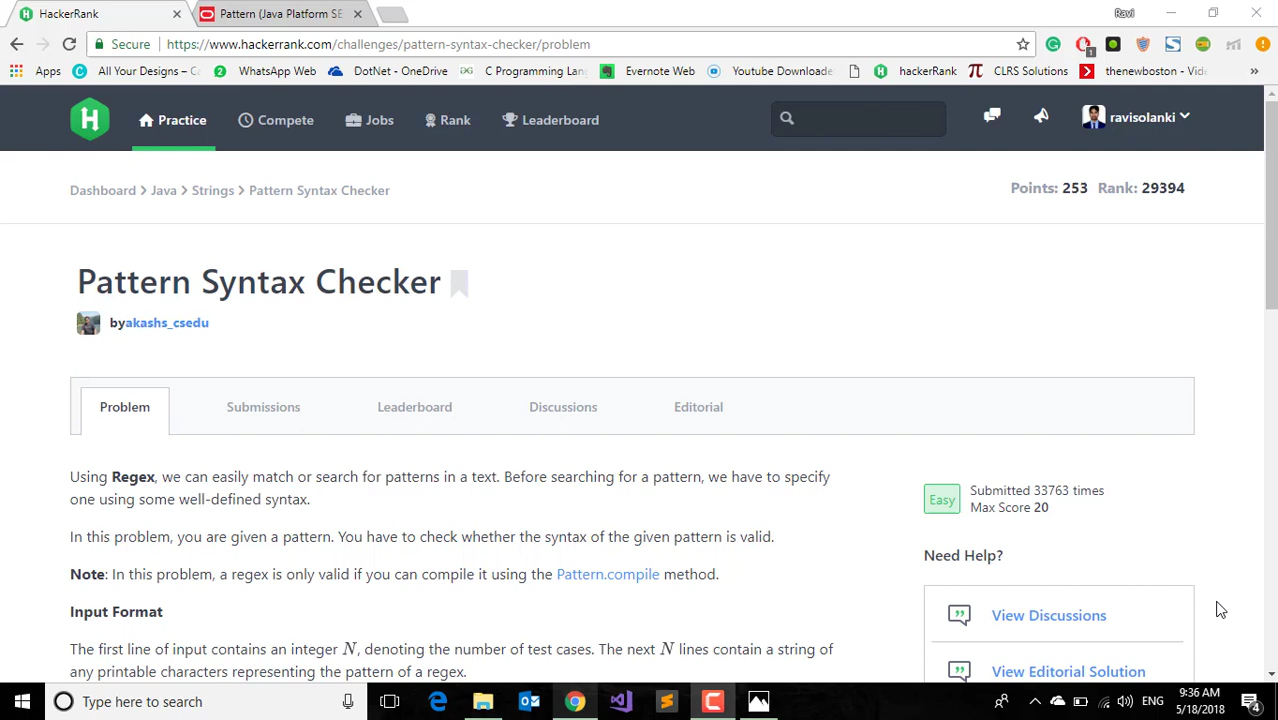 HackerRank
Pattern (Java Platform SE
Ravi
Secure https://www.hackerrank.com/challenges/pattern-syntax-checker/problem
1
Apps All Your Designs – Ca WhatsApp Web DotNet - OneDrive C Programming Lang Evernote Web Youtube Downloade hackerRank CLRS Solutions thenewboston - Vide »
H Practice Compete Jobs Rank Leaderboard ravisolanki
Dashboard > Java > Strings > Pattern Syntax Checker Points: 253 Rank: 29394
Pattern Syntax Checker
byakashs_csedu
Problem Submissions Leaderboard Discussions Editorial
Using Regex, we can easily match or search for patterns in a text. Before searching for a pattern, we have to specify
one using some well-defined syntax.
In this problem, you are given a pattern. You have to check whether the syntax of the given pattern is valid.
Note: In this problem, a regex is only valid if you can compile it using the Pattern.compile method.
Input Format
The first line of input contains an integer N, denoting the number of test cases. The next N lines contain a string of
any printable characters representing the pattern of a regex.
Easy
Submitted 33763 times
Max Score 20
Need Help?
View Discussions
View Editorial Solution
Type here to search
ENG
9:36 AM
5/18/2018
4